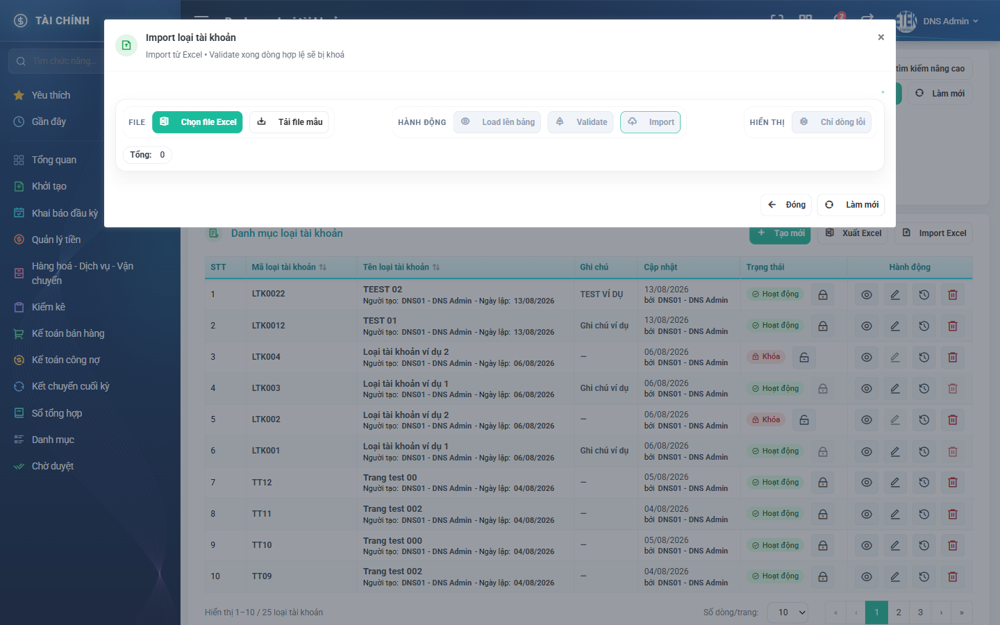 TÀI CHÍNH
2
DNS Admin
Import loại tài khoản
Import từ Excel • Validate xong dòng hợp lệ sẽ bị khoá
×
Tìm chức năng...
tìm kiếm nâng cao
Làm mới
FILE
Chọn file Excel
Tải file mẫu
HÀNH ĐỘNG
Load lên bảng
Validate
Import
HIỂN THỊ
Chỉ dòng lỗi
Tổng: 0
Đóng
Làm mới
Yêu thích
Gần đây
Tổng quan
Khởi tạo
Khai báo đầu kỳ
Quản lý tiền
Hàng hoá - Dịch vụ - Vận
chuyển
Kiểm kê
Kế toán bán hàng
Kế toán công nợ
Kết chuyển cuối kỳ
Sổ tổng hợp
Danh mục
Chờ duyệt
Danh mục loại tài khoản
Tạo mới
Xuất Excel
Import Excel
STT Mã loại tài khoản Tên loại tài khoản Ghi chú Cập nhật Trạng thái Hành động
1 LTK0022 TEEST 02 TEST VÍ DỤ 13/08/2026 Hoạt động
Người tạo: DNS01 - DNS Admin - Ngày lập: 13/08/2026 bởi DNS01 - DNS Admin
2 LTK0012 TEST 01 Ghi chú ví dụ 13/08/2026 Hoạt động
Người tạo: DNS01 - DNS Admin - Ngày lập: 13/08/2026 bởi DNS01 - DNS Admin
3 LTK004 Loại tài khoản ví dụ 2 — 06/08/2026 Khóa
Người tạo: DNS01 - DNS Admin - Ngày lập: 06/08/2026 bởi DNS01 - DNS Admin
4 LTK003 Loại tài khoản ví dụ 1 Ghi chú ví dụ 06/08/2026 Hoạt động
Người tạo: DNS01 - DNS Admin - Ngày lập: 06/08/2026 bởi DNS01 - DNS Admin
5 LTK002 Loại tài khoản ví dụ 2 — 06/08/2026 Khóa
Người tạo: DNS01 - DNS Admin - Ngày lập: 06/08/2026 bởi DNS01 - DNS Admin
6 LTK001 Loại tài khoản ví dụ 1 Ghi chú ví dụ 06/08/2026 Hoạt động
Người tạo: DNS01 - DNS Admin - Ngày lập: 06/08/2026 bởi DNS01 - DNS Admin
7 TT12 Trang test 00 — 05/08/2026 Hoạt động
Người tạo: DNS01 - DNS Admin - Ngày lập: 04/08/2026 bởi DNS01 - DNS Admin
8 TT11 Trang test 002 — 04/08/2026 Hoạt động
Người tạo: DNS01 - DNS Admin - Ngày lập: 04/08/2026 bởi DNS01 - DNS Admin
9 TT10 Trang test 000 — 05/08/2026 Hoạt động
Người tạo: DNS01 - DNS Admin - Ngày lập: 04/08/2026 bởi DNS01 - DNS Admin
10 TT09 Trang test 002 — 04/08/2026 Hoạt động
Người tạo: DNS01 - DNS Admin - Ngày lập: 04/08/2026 bởi DNS01 - DNS Admin
Hiển thị 1–10 / 25 loại tài khoản
Số dòng/trang: 10
« ‹ 1 2 3 › »